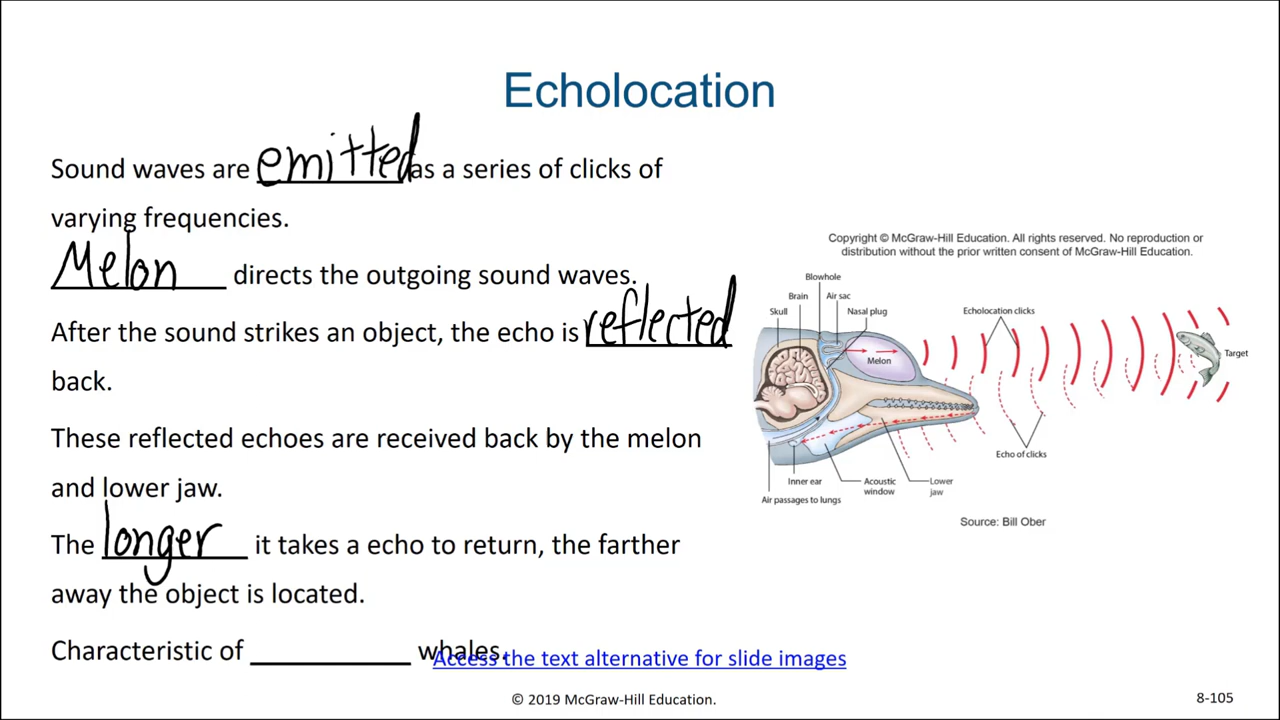 Echolocation
Sound waves are emitted as a series of clicks of
varying frequencies.
Melon directs the outgoing sound waves.
After the sound strikes an object, the echo is reflected
back.
These reflected echoes are received back by the melon
and lower jaw.
The longer it takes a echo to return, the farther
away the object is located.
Characteristic of __________ whales.
Access the text alternative for slide images
Copyright © McGraw-Hill Education. All rights reserved. No reproduction or
distribution without the prior written consent of McGraw-Hill Education.
Blowhole
Brain
Air sac
Skull
Nasal plug
Echolocation clicks
Melon
Target
Echo of clicks
Inner ear
Acoustic
window
Lower
jaw
Air passages to lungs
Source: Bill Ober
© 2019 McGraw-Hill Education.
8-105